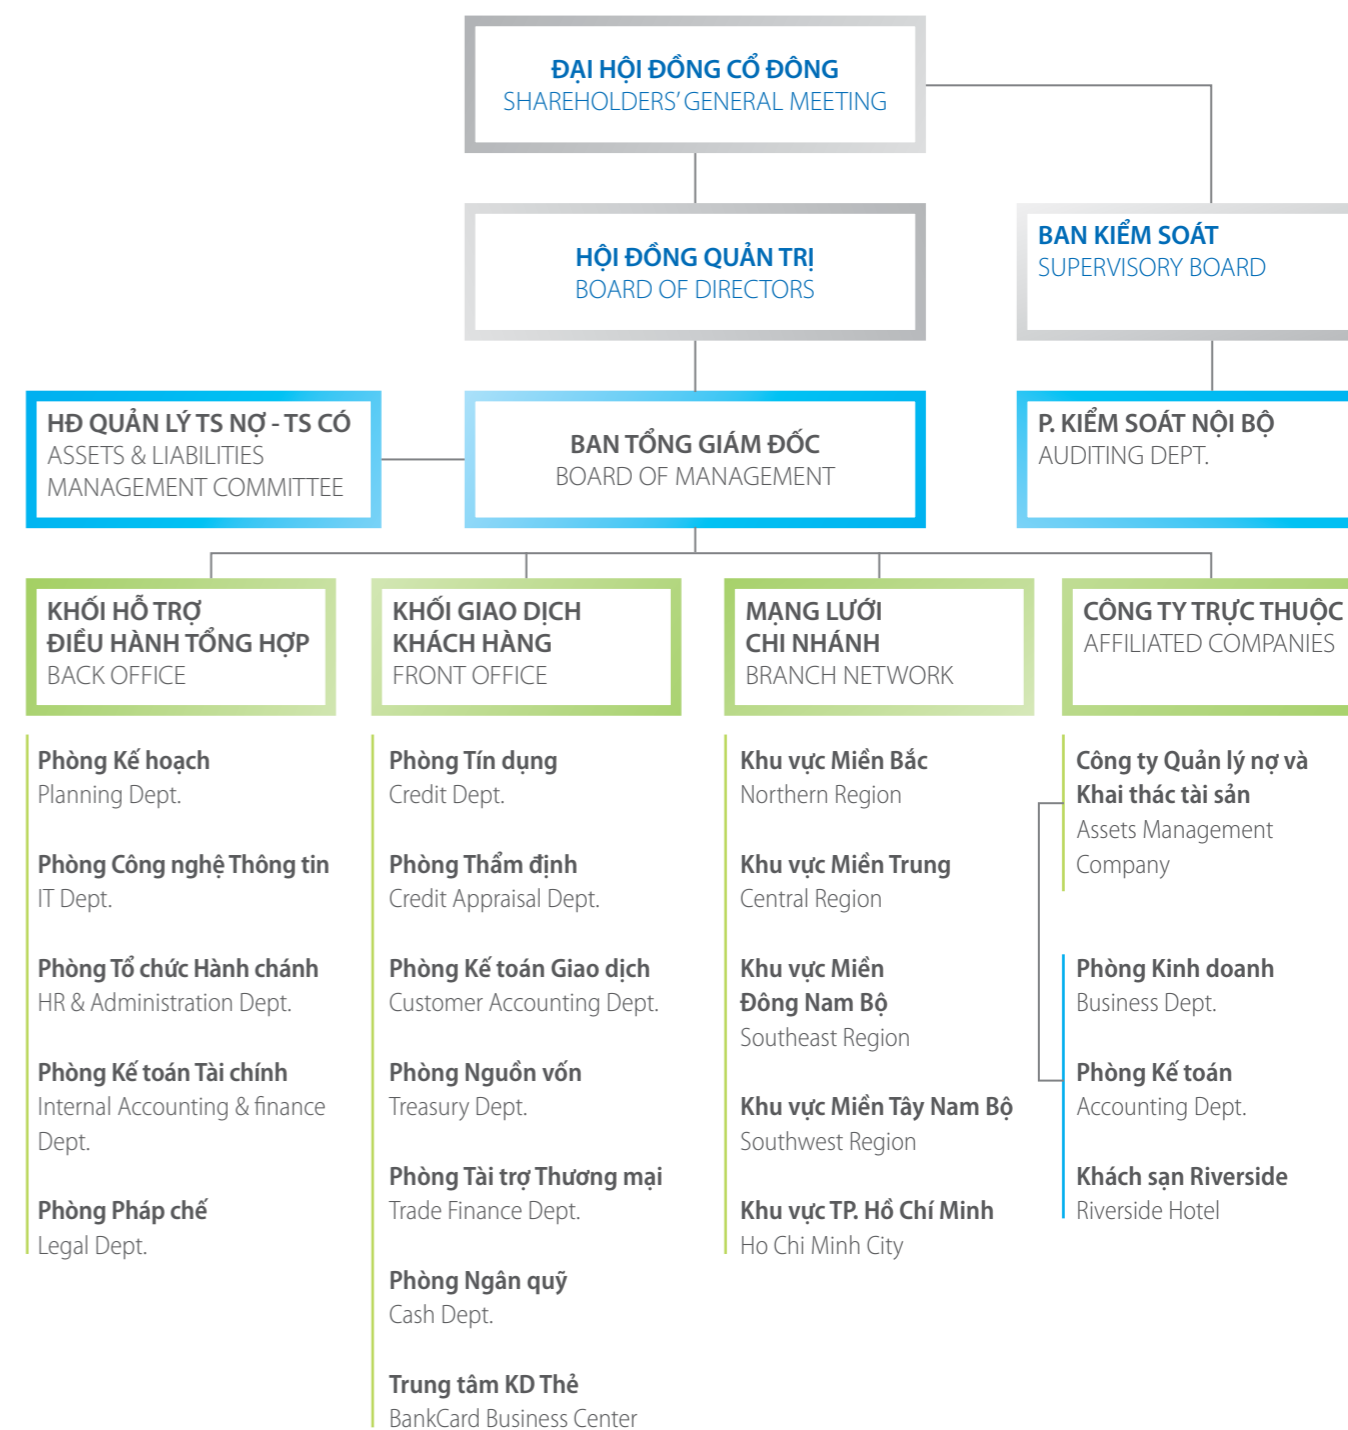 ĐẠI HỘI ĐỒNG CỔ ĐÔNG
SHAREHOLDERS' GENERAL MEETING
HỘI ĐỒNG QUẢN TRỊ
BOARD OF DIRECTORS
BAN KIỂM SOÁT
SUPERVISORY BOARD
HĐ QUẢN LÝ TS NỢ - TS CÓ
ASSETS & LIABILITIES
MANAGEMENT COMMITTEE
BAN TỔNG GIÁM ĐỐC
BOARD OF MANAGEMENT
P. KIỂM SOÁT NỘI BỘ
AUDITING DEPT.
KHỐI HỖ TRỢ
ĐIỀU HÀNH TỔNG HỢP
BACK OFFICE
KHỐI GIAO DỊCH
KHÁCH HÀNG
FRONT OFFICE
MẠNG LƯỚI
CHI NHÁNH
BRANCH NETWORK
CÔNG TY TRỰC THUỘC
AFFILIATED COMPANIES
Phòng Kế hoạch
Planning Dept.
Phòng Công nghệ Thông tin
IT Dept.
Phòng Tổ chức Hành chánh
HR & Administration Dept.
Phòng Kế toán Tài chính
Internal Accounting & finance
Dept.
Phòng Pháp chế
Legal Dept.
Phòng Tín dụng
Credit Dept.
Phòng Thẩm định
Credit Appraisal Dept.
Phòng Kế toán Giao dịch
Customer Accounting Dept.
Phòng Nguồn vốn
Treasury Dept.
Phòng Tài trợ Thương mại
Trade Finance Dept.
Phòng Ngân quỹ
Cash Dept.
Trung tâm KD Thẻ
BankCard Business Center
Khu vực Miền Bắc
Northern Region
Khu vực Miền Trung
Central Region
Khu vực Miền
Đông Nam Bộ
Southeast Region
Khu vực Miền Tây Nam Bộ
Southwest Region
Khu vực TP. Hồ Chí Minh
Ho Chi Minh City
Công ty Quản lý nợ và
Khai thác tài sản
Assets Management
Company
Phòng Kinh doanh
Business Dept.
Phòng Kế toán
Accounting Dept.
Khách sạn Riverside
Riverside Hotel